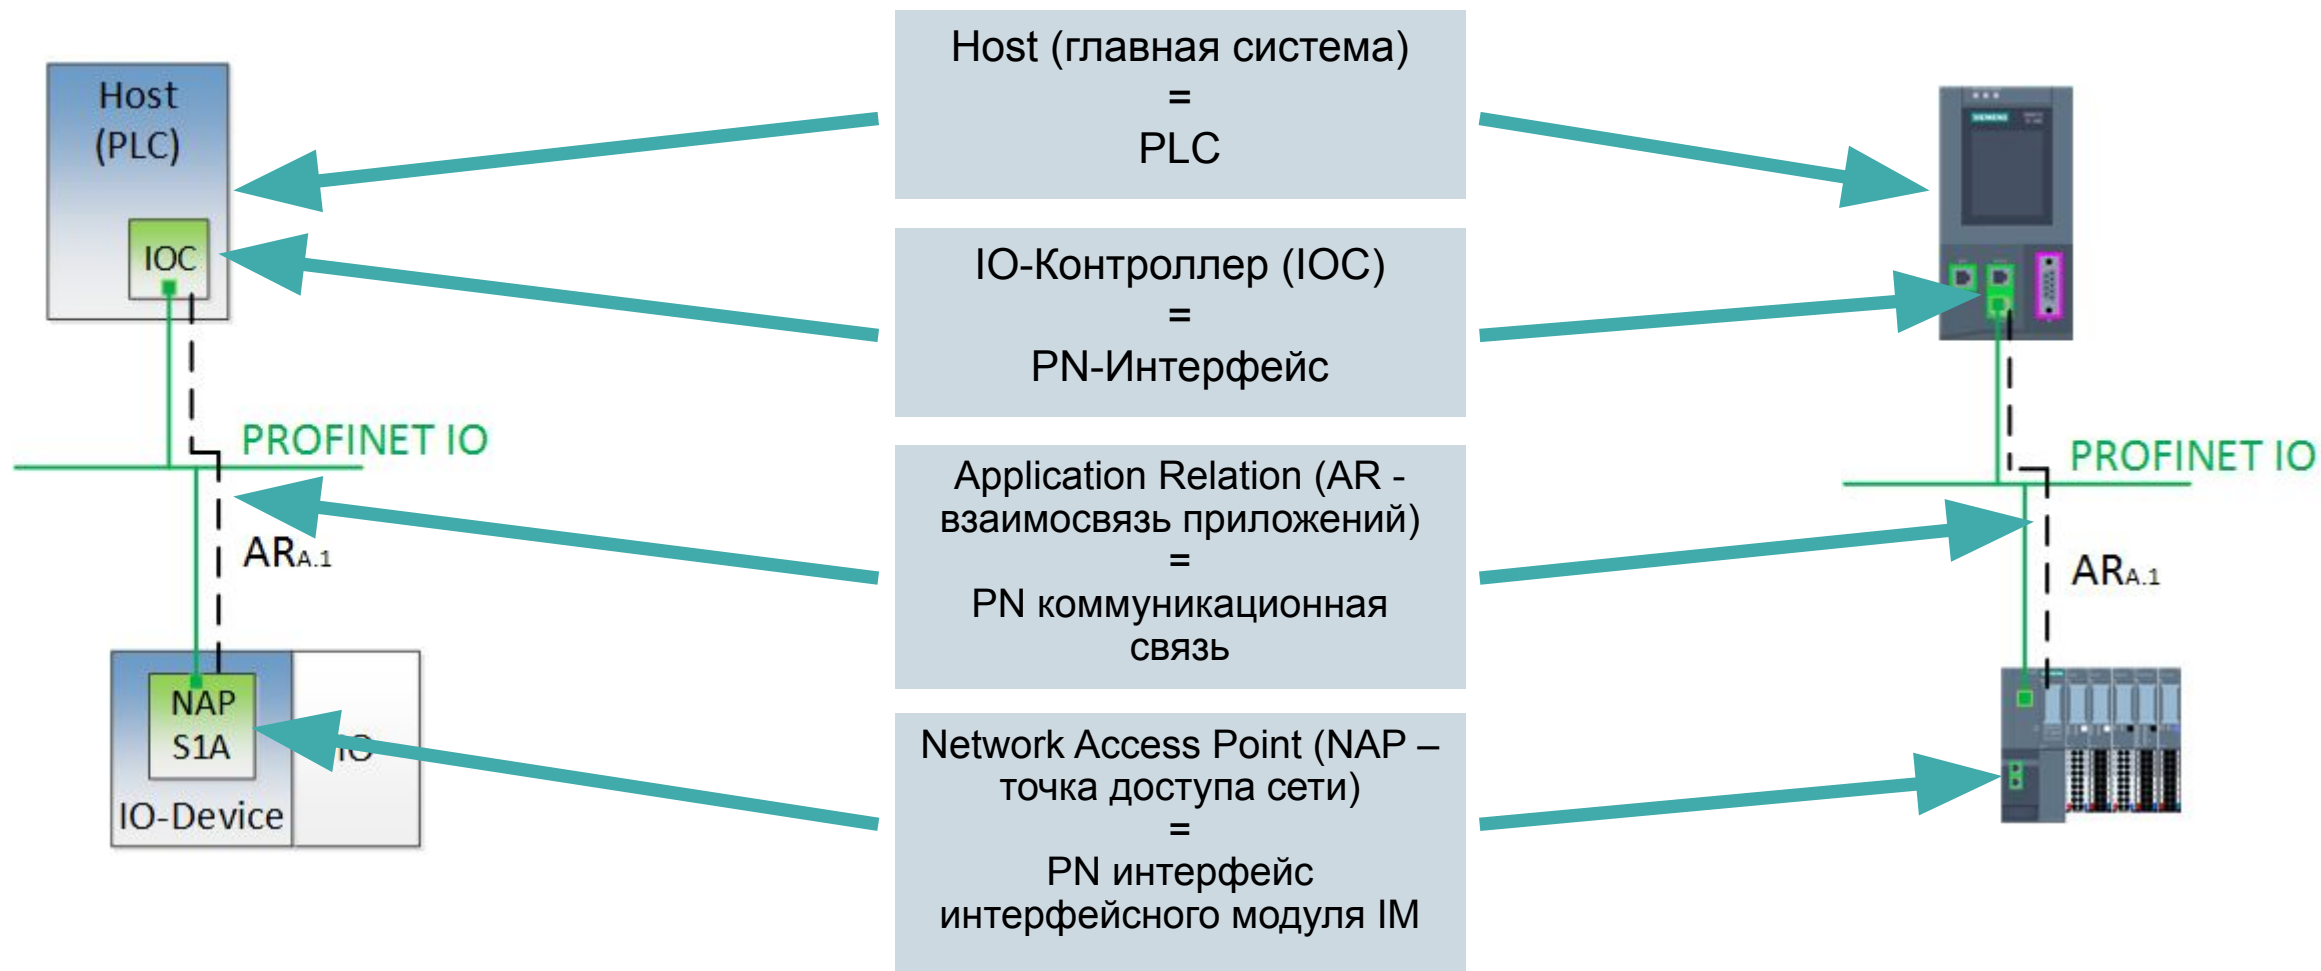 Host
(PLC)
IOC
PROFINET IO
ARA.1
NAP
S1A
IO
IO-Device
Host (главная система)
=
PLC
IO-Контроллер (IOC)
=
PN-Интерфейс
Application Relation (AR -
взаимосвязь приложений)
=
PN коммуникационная
связь
Network Access Point (NAP –
точка доступа сети)
=
PN интерфейс
интерфейсного модуля IM
SIEMENS
PROFINET IO
ARA.1